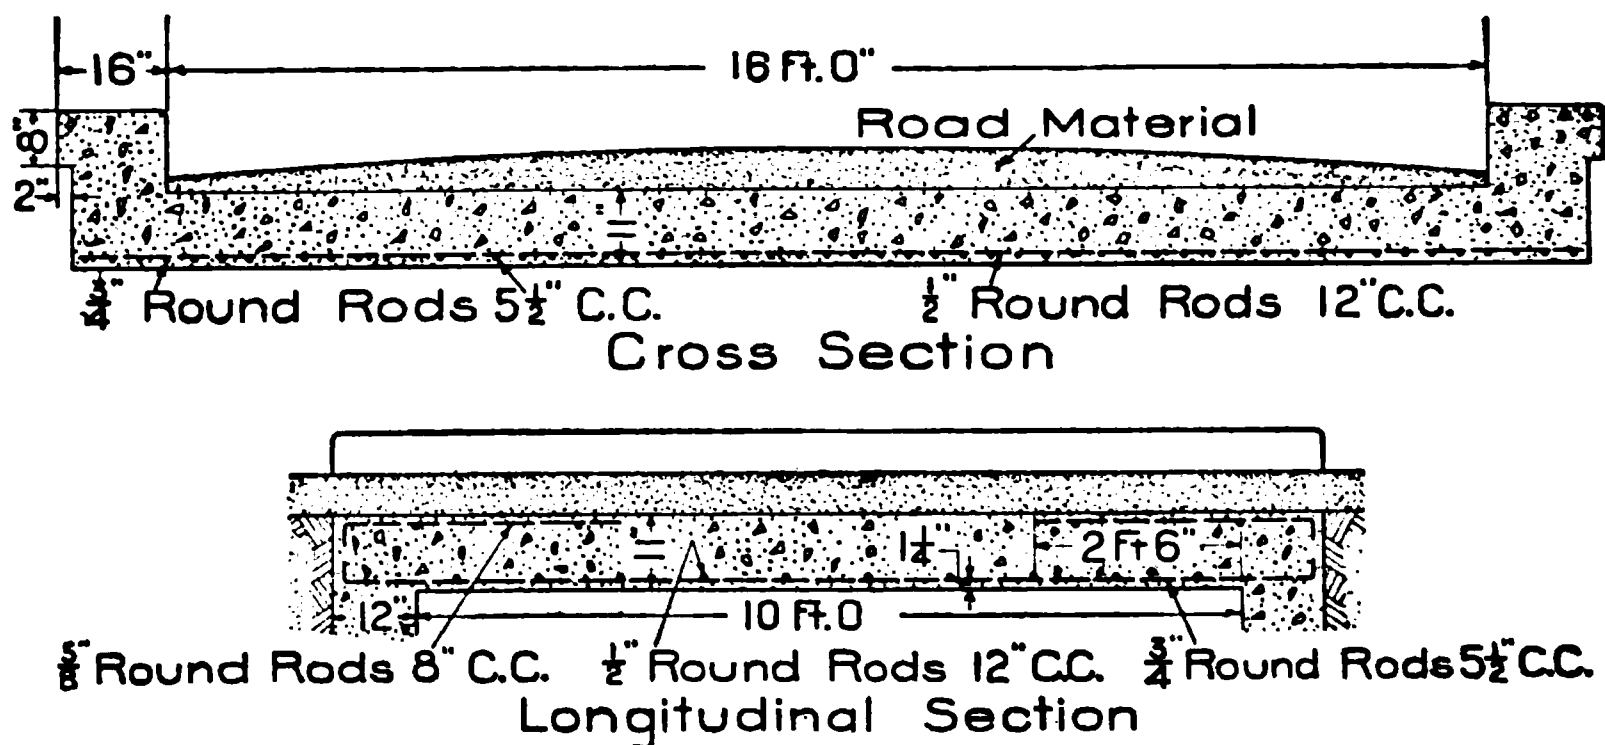 16" 16 Ft. 0"
Road Material
8"
2"
11"
3/4" Round Rods 5 1/2" C.C. 1/2" Round Rods 12" C.C.
Cross Section
11" 1 1/4" 2 Ft 6"
12" 10 Ft. 0
5/8" Round Rods 8" C.C. 1/2" Round Rods 12" C.C. 3/4" Round Rods 5 1/2" C.C.
Longitudinal Section